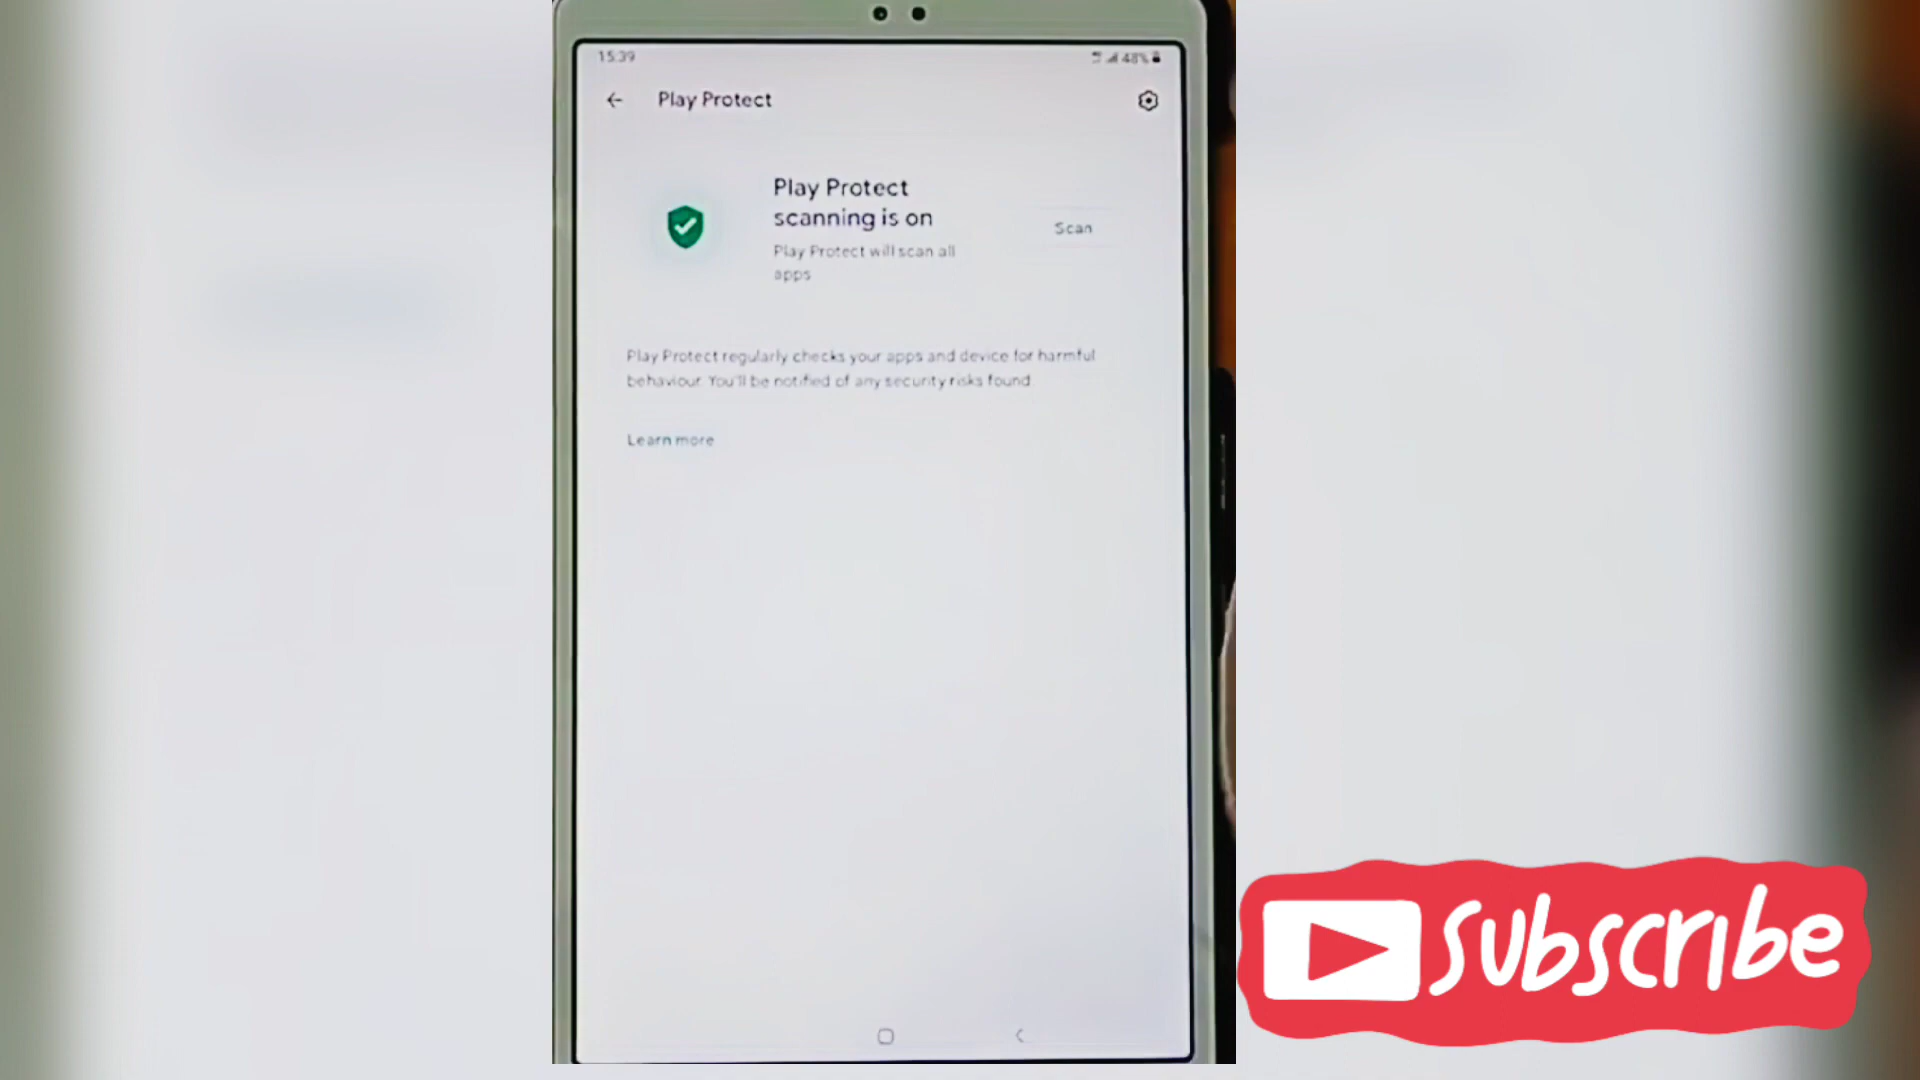 15:39
48%
Play Protect
Play Protect
scanning is on
Scan
Play Protect will scan all
apps
Play Protect regularly checks your apps and device for harmful
behaviour. You'll be notified of any security risks found.
Learn more
Subscribe